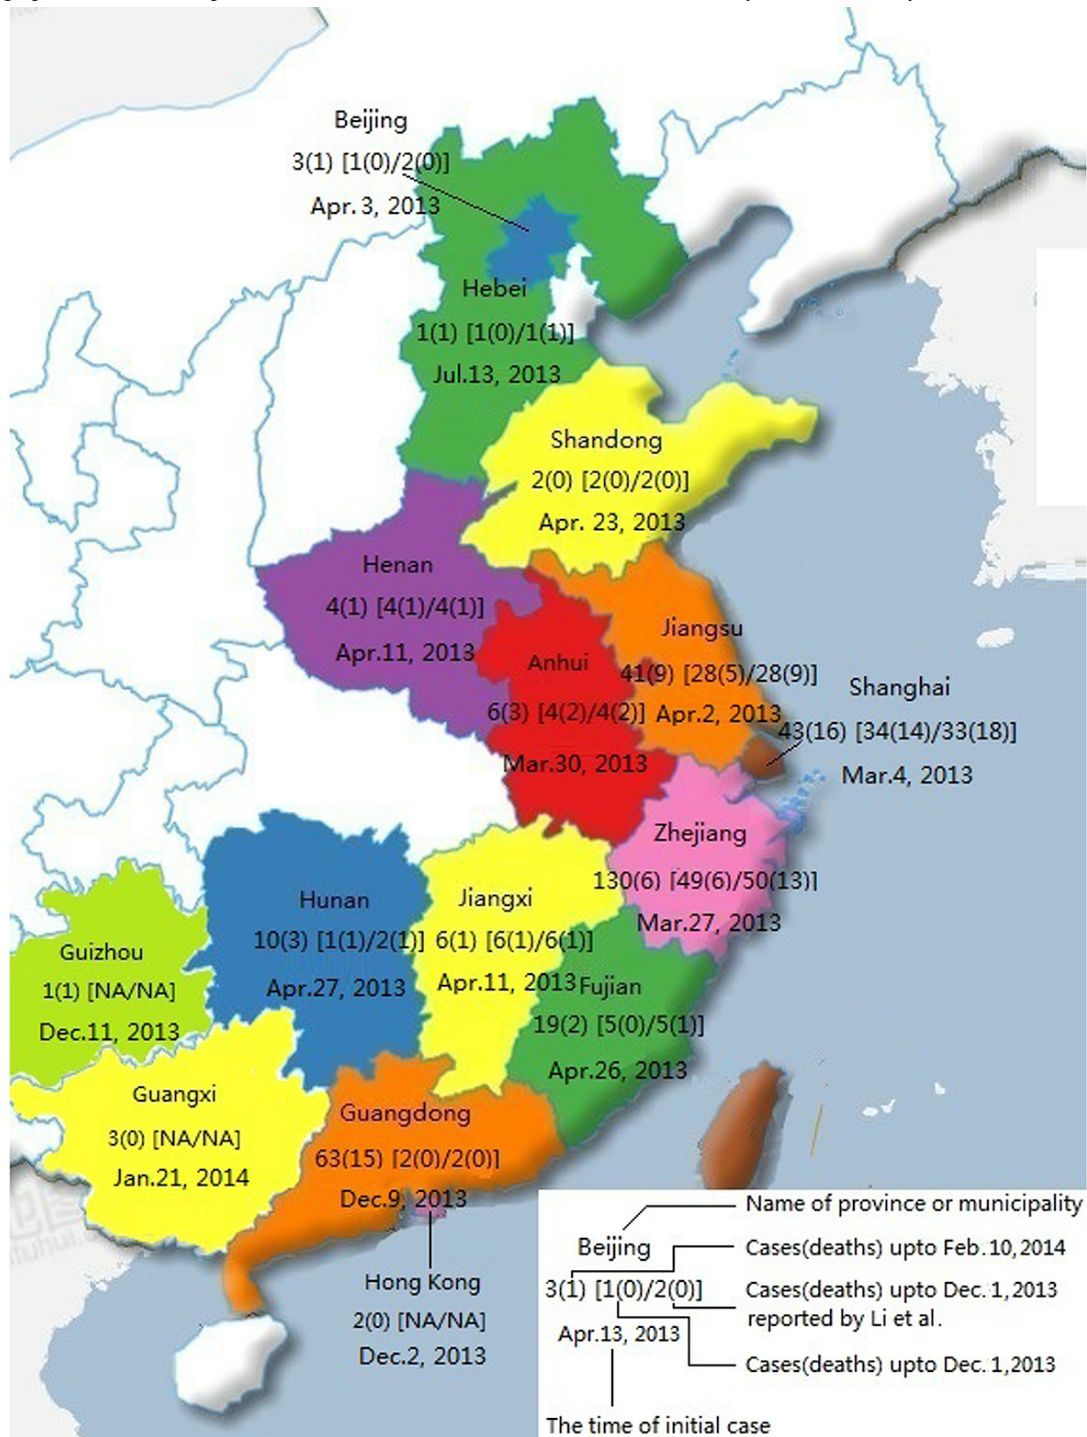 Beijing
3(1) [1(0)/2(0)]
Apr.3, 2013
Hebei
1(1) [1(0)/1(1)]
Jul.13, 2013
Shandong
2(0) [2(0)/2(0)]
Apr. 23, 2013
Henan
4(1) [4(1)/4(1)]
Apr.11, 2013
Jiangsu
41(9) [28(5)/28(9)]
Apr.2, 2013
Anhui
6(3) [4(2)/4(2)]
Mar.30, 2013
Shanghai
43(16) [34(14)/33(18)]
Mar.4, 2013
Zhejiang
130(6) [49(6)/50(13)]
Mar.27, 2013
Hunan
10(3) [1(1)/2(1)]
Apr.27, 2013
Jiangxi
6(1) [6(1)/6(1)]
Apr.11, 2013
Guizhou
1(1) [NA/NA]
Dec.11, 2013
Fujian
19(2) [5(0)/5(1)]
Apr.26, 2013
Guangxi
3(0) [NA/NA]
Jan.21, 2014
Guangdong
63(15) [2(0)/2(0)]
Dec.9, 2013
Hong Kong
2(0) [NA/NA]
Dec.2, 2013
Name of province or municipality
Beijing
Cases(deaths) upto Feb.10,2014
3(1) [1(0)/2(0)]
Cases(deaths) upto Dec.1,2013
reported by Li et al.
Apr.13, 2013
Cases(deaths) upto Dec.1,2013
The time of initial case